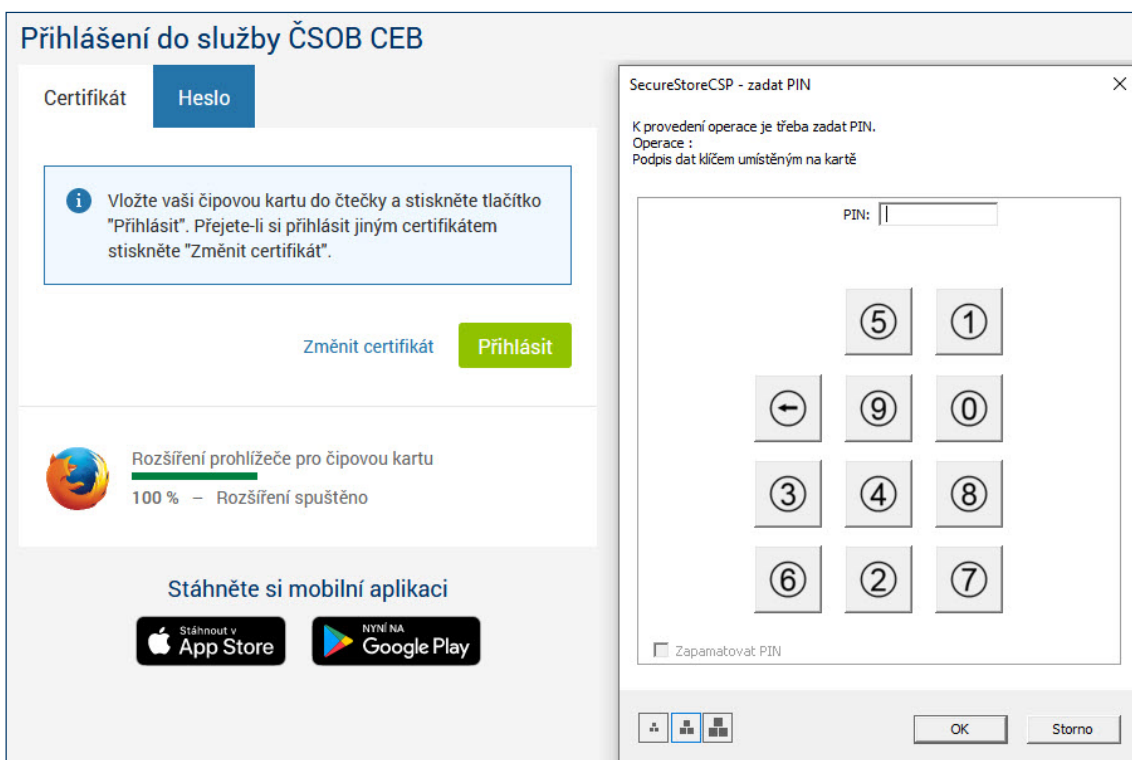 Přihlášení do služby ČSOB CEB
Certifikát
Heslo
Vložte vaši čipovou kartu do čtečky a stiskněte tlačítko
"Přihlásit". Přejete-li si přihlásit jiným certifikátem
stiskněte "Změnit certifikát".
Změnit certifikát
Přihlásit
Rozšíření prohlížeče pro čipovou kartu
100 % – Rozšíření spuštěno
Stáhněte si mobilní aplikaci
Stáhnout v
App Store
NYNÍ NA
Google Play
SecureStoreCSP - zadat PIN
K provedení operace je třeba zadat PIN.
Operace :
Podpis dat klíčem umístěným na kartě
PIN:
5 1
9 0
3 4 8
6 2 7
Zapamatovat PIN
OK
Storno